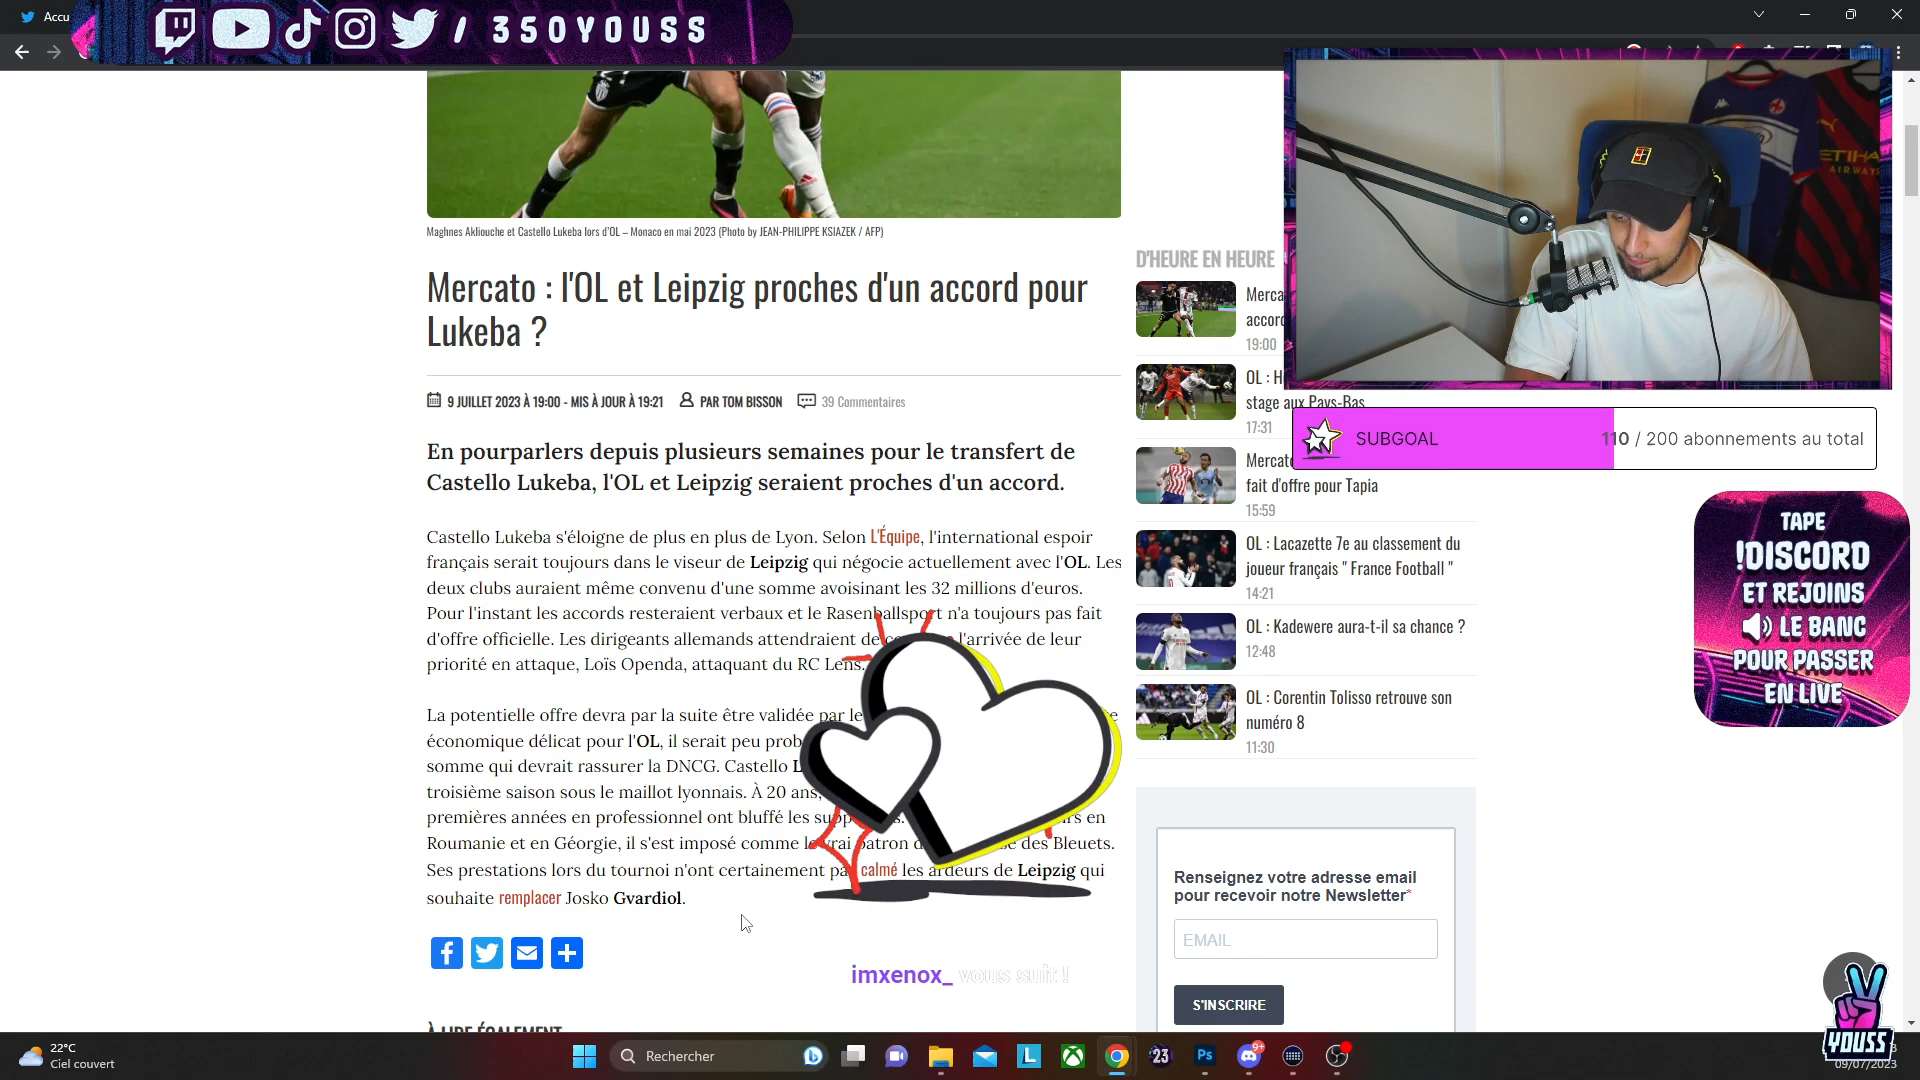 Accu
/ 350YOUSS
Maghnes Akliouche et Castello Lukeba lors d'OL – Monaco en mai 2023 (Photo by JEAN-PHILIPPE KSIAZEK / AFP)
Mercato : l'OL et Leipzig proches d'un accord pour
Lukeba ?
9 JUILLET 2023 À 19:00 - MIS À JOUR À 19:21 PAR TOM BISSON 39 Commentaires
En pourparlers depuis plusieurs semaines pour le transfert de
Castello Lukeba, l'OL et Leipzig seraient proches d'un accord.
Castello Lukeba s'éloigne de plus en plus de Lyon. Selon L'Équipe, l'international espoir
français serait toujours dans le viseur de Leipzig qui négocie actuellement avec l'OL. Les
deux clubs auraient même convenu d'une somme avoisinant les 32 millions d'euros.
Pour l'instant les accords resteraient verbaux et le Rasenballsport n'a toujours pas fait
d'offre officielle. Les dirigeants allemands attendraient de l'arrivée de leur
priorité en attaque, Loïs Openda, attaquant du RC Lens.
La potentielle offre devra par la suite être validée par le
économique délicat pour l'OL, il serait peu
somme qui devrait rassurer la DNCG. Castello
troisième saison sous le maillot lyonnais. À 20 ans,
premières années en professionnel ont bluffé les en
Roumanie et en Géorgie, il s'est imposé comme le vrai patron des Bleuets.
Ses prestations lors du tournoi n'ont certainement calmé les ardeurs de Leipzig qui
souhaite remplacer Josko Gvardiol.
imxenox_ vous suit !
À LIRE ÉGALEMENT
D'HEURE EN HEURE
19:00
OL :
stage aux Pays-Bas
17:31
fait d'offre pour Tapia
15:59
OL : Lacazette 7e au classement du
joueur français " France Football "
14:21
OL : Kadewere aura-t-il sa chance ?
12:48
OL : Corentin Tolisso retrouve son
numéro 8
11:30
Renseignez votre adresse email
pour recevoir notre Newsletter*
EMAIL
S'INSCRIRE
ETIHAD
AIRWAYS
SUBGOAL 110 / 200 abonnements au total
TAPE
!DISCORD
ET REJOINS
LE BANC
POUR PASSER
EN LIVE
YOUSS
22°C
Ciel couvert
Rechercher
L
23
Ps
9+
09/07/2023